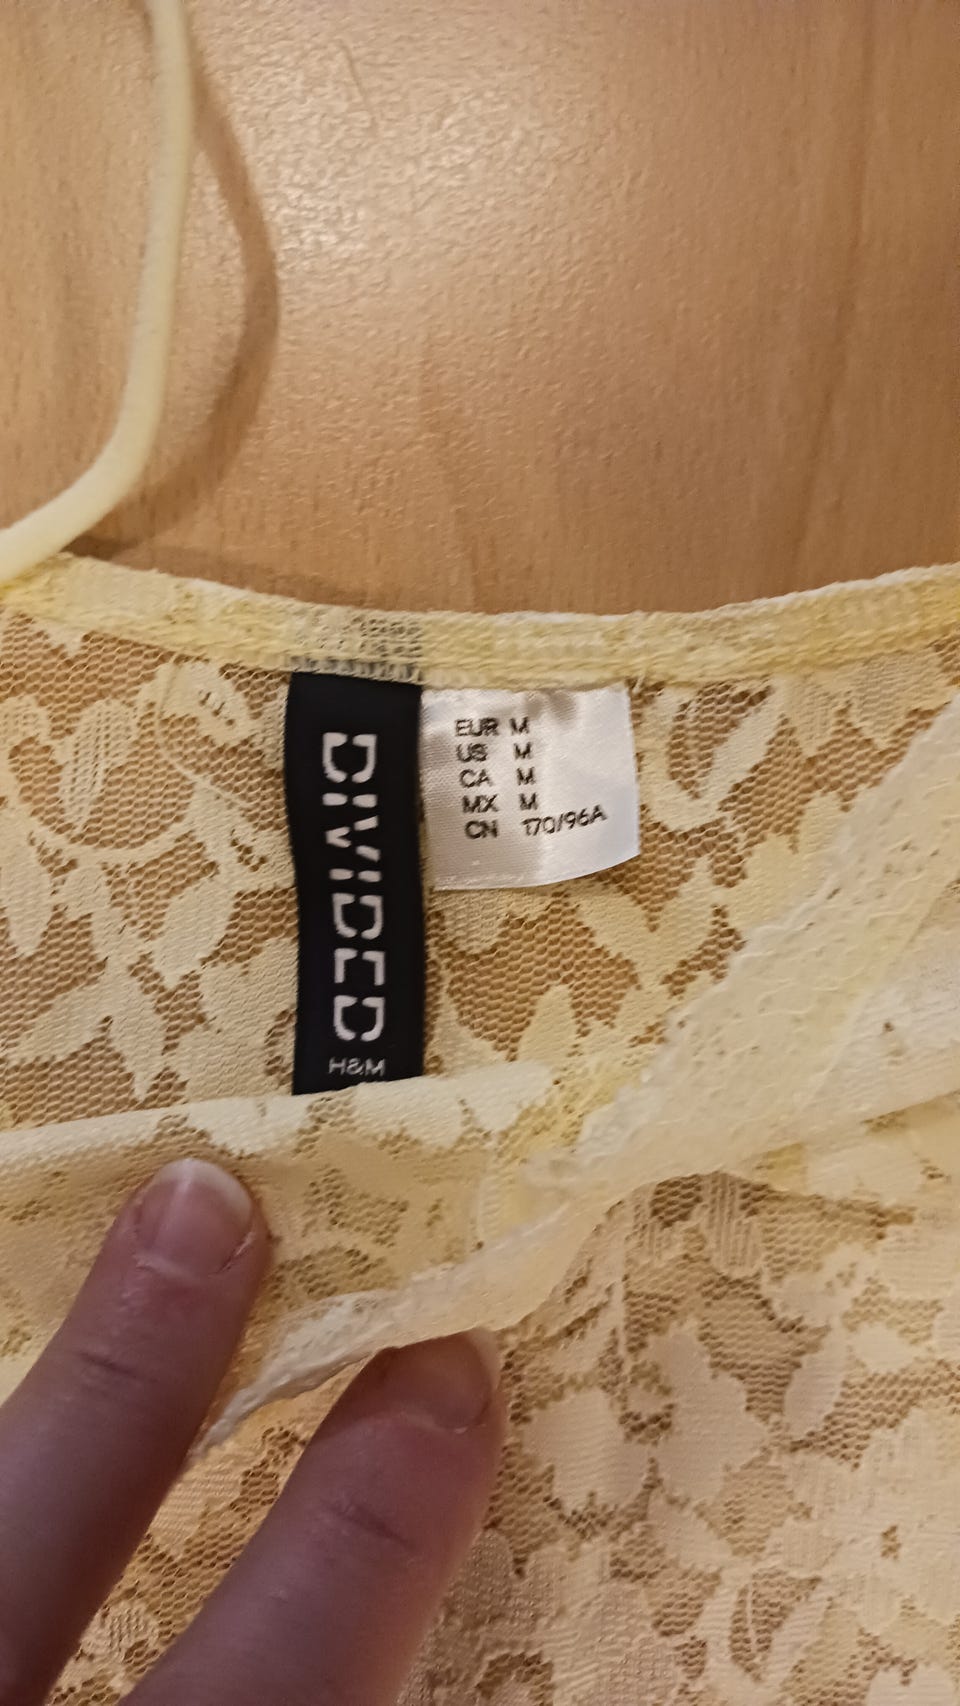 DIVIDED
H&M
EUR M
US M
CA M
MX M
CN 170/96A